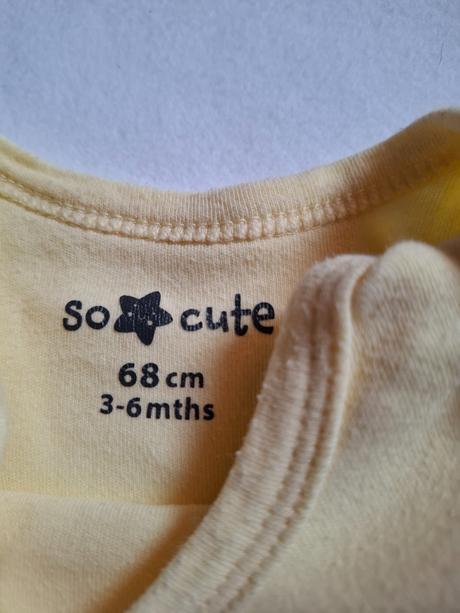 so cute
68 cm
3-6 mths